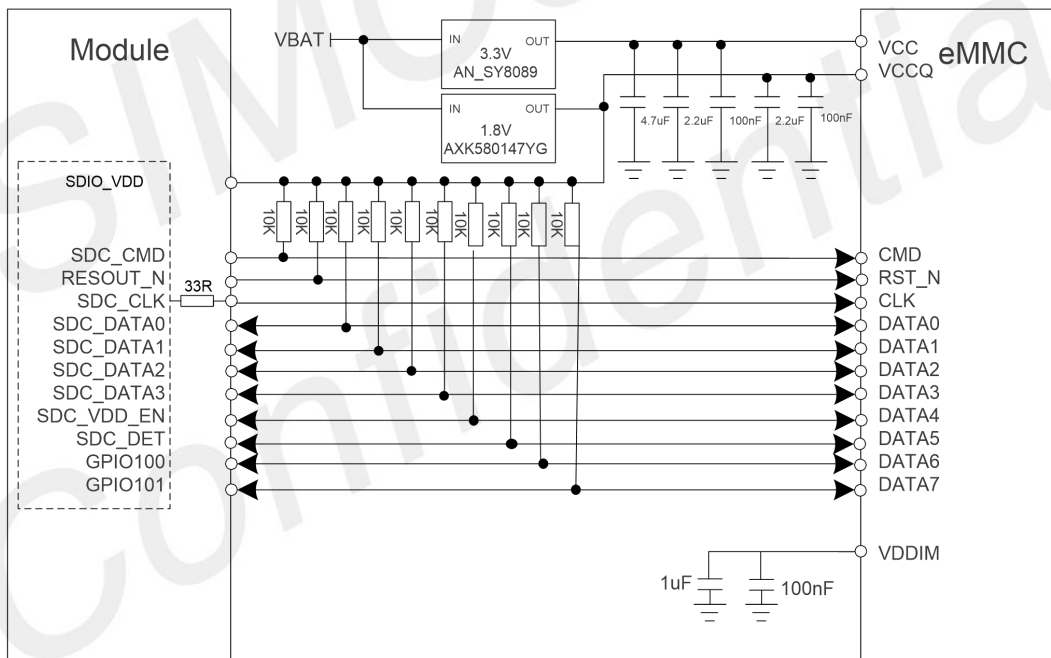 SIMCom
Confidential
Module
eMMC
VBAT
IN
OUT
3.3V
AN_SY8089
IN
OUT
1.8V
AXK580147YG
VCC
VCCQ
4.7uF
2.2uF
100nF
2.2uF
100nF
SDIO_VDD
10K
10K
10K
10K
10K
10K
10K
10K
10K
10K
SDC_CMD
CMD
RESOUT_N
RST_N
SDC_CLK
33R
CLK
SDC_DATA0
DATA0
SDC_DATA1
DATA1
SDC_DATA2
DATA2
SDC_DATA3
DATA3
SDC_VDD_EN
DATA4
SDC_DET
DATA5
GPIO100
DATA6
GPIO101
DATA7
VDDIM
1uF
100nF